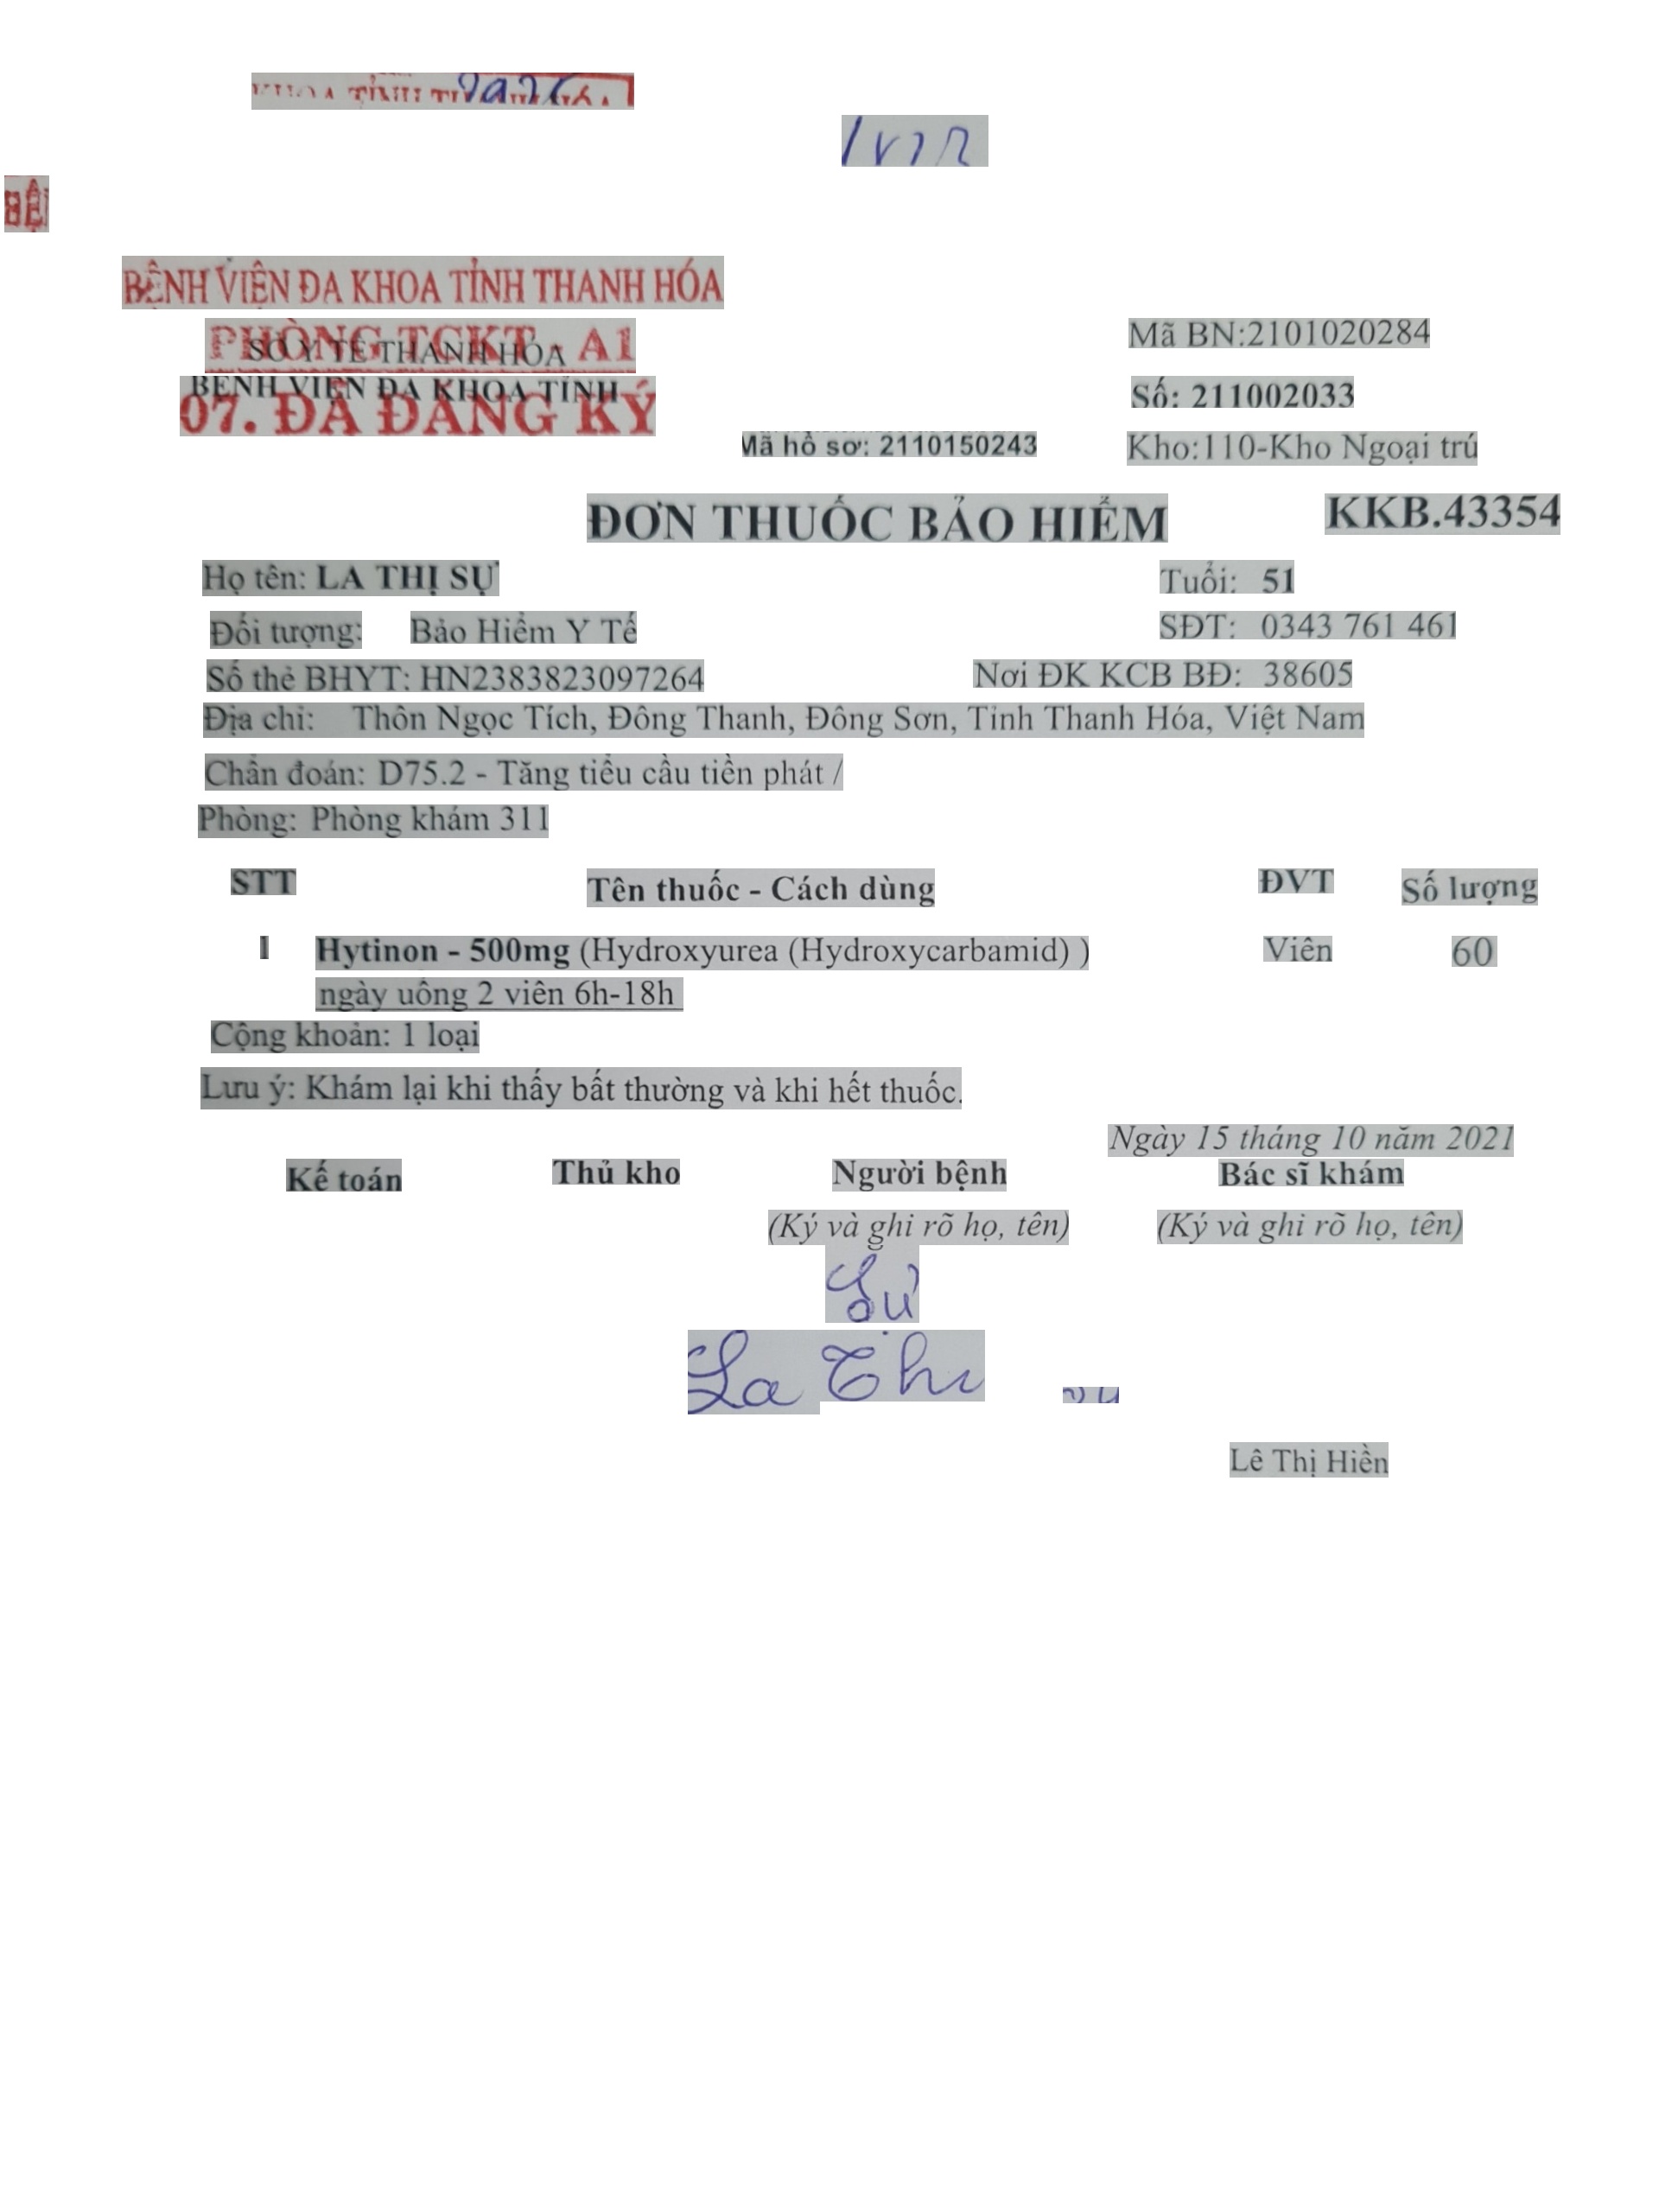 BỆNH VIỆN ĐA KHOA TỈNH THANH HÓA
PHÒNG TCKT - A1
SỞ Y TẾ THANH HÓA
Mã BN:2101020284
BỆNH VIỆN ĐA KHOA TỈNH
07. ĐÃ ĐĂNG KÝ
Số: 211002033
Mã hồ sơ: 2110150243
Kho:110-Kho Ngoại trú
ĐƠN THUỐC BẢO HIỂM KKB.43354
Họ tên: LA THỊ SỰ Tuổi: 51
Đối tượng: Bảo Hiểm Y Tế SĐT: 0343 761 461
Số thẻ BHYT: HN2383823097264 Nơi ĐK KCB BĐ: 38605
Địa chỉ: Thôn Ngọc Tích, Đông Thanh, Đông Sơn, Tỉnh Thanh Hóa, Việt Nam
Chẩn đoán: D75.2 - Tăng tiểu cầu tiền phát /
Phòng: Phòng khám 311
STT Tên thuốc - Cách dùng ĐVT Số lượng
1 Hytinon - 500mg (Hydroxyurea (Hydroxycarbamid) ) Viên 60
ngày uống 2 viên 6h-18h
Cộng khoản: 1 loại
Lưu ý: Khám lại khi thấy bất thường và khi hết thuốc.
Ngày 15 tháng 10 năm 2021
Kế toán Thủ kho Người bệnh Bác sĩ khám
(Ký và ghi rõ họ, tên) (Ký và ghi rõ họ, tên)
Sự
La Thị
Lê Thị Hiền